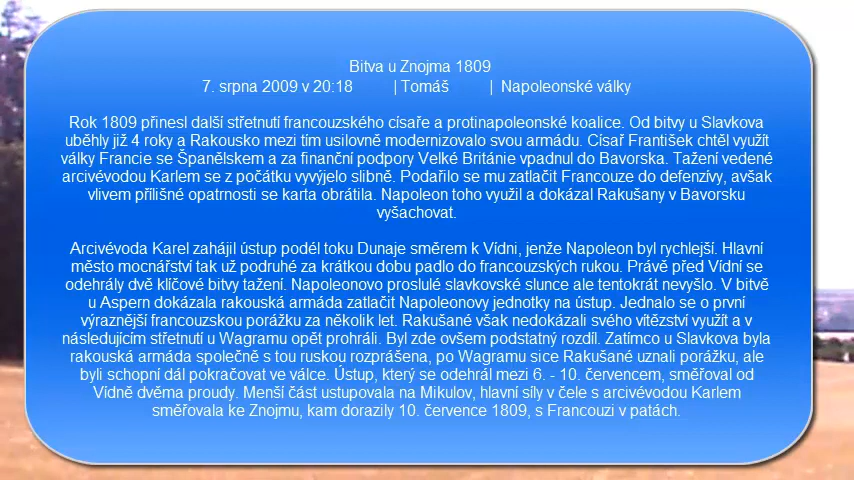 Bitva u Znojma 1809
7. srpna 2009 v 20:18 | Tomáš | Napoleonské války
Rok 1809 přinesl další střetnutí francouzského císaře a protinapoleonské koalice. Od bitvy u Slavkova
uběhly již 4 roky a Rakousko mezi tím usilovně modernizovalo svou armádu. Císař František chtěl využít
války Francie se Španělskem a za finanční podpory Velké Británie vpadnul do Bavorska. Tažení vedené
arcivévodou Karlem se z počátku vyvýjelo slibně. Podařilo se mu zatlačit Francouze do defenzívy, avšak
vlivem přílišné opatrnosti se karta obrátila. Napoleon toho využil a dokázal Rakušany v Bavorsku
vyšachovat.
Arcivévoda Karel zahájil ústup podél toku Dunaje směrem k Vídni, jenže Napoleon byl rychlejší. Hlavní
město mocnářství tak už podruhé za krátkou dobu padlo do francouzských rukou. Právě před Vídní se
odehrály dvě klíčové bitvy tažení. Napoleonovo proslulé slavkovské slunce ale tentokrát nevyšlo. V bitvě
u Aspern dokázala rakouská armáda zatlačit Napoleonovy jednotky na ústup. Jednalo se o první
výraznější francouzskou porážku za několik let. Rakušané však nedokázali svého vítězství využít a v
následujícím střetnutí u Wagramu opět prohráli. Byl zde ovšem podstatný rozdíl. Zatímco u Slavkova byla
rakouská armáda společně s tou ruskou rozprášena, po Wagramu sice Rakušané uznali porážku, ale
byli schopní dál pokračovat ve válce. Ústup, který se odehrál mezi 6. - 10. červencem, směřoval od
Vídně dvěma proudy. Menší část ustupovala na Mikulov, hlavní síly v čele s arcivévodou Karlem
směřovala ke Znojmu, kam dorazily 10. července 1809, s Francouzi v patách.